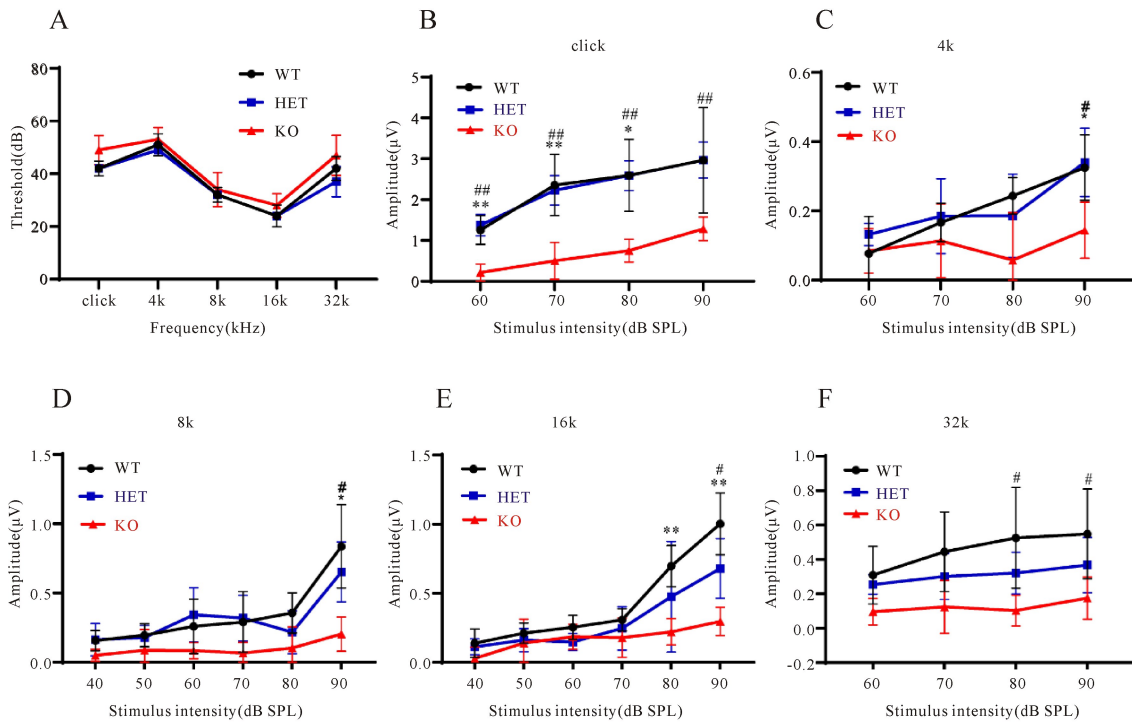 A
Threshold(dB)
80
60
40
20
0
WT
HET
KO
click 4k 8k 16k 32k
Frequency(kHz)
B
click
Amplitude(μV)
5
4
3
2
1
0
WT
HET
KO
##
**
##
**
##
*
##
60 70 80 90
Stimulus intensity(dB SPL)
C
4k
Amplitude(μV)
0.6
0.4
0.2
0.0
WT
HET
KO
#
*
60 70 80 90
Stimulus intensity(dB SPL)
D
8k
Amplitude(μV)
1.5
1.0
0.5
0.0
WT
HET
KO
#
*
40 50 60 70 80 90
Stimulus intensity(dB SPL)
E
16k
Amplitude(μV)
1.5
1.0
0.5
0.0
WT
HET
KO
**
#
**
40 50 60 70 80 90
Stimulus intensity(dB SPL)
F
32k
Amplitude(μV)
1.0
0.8
0.6
0.4
0.2
0.0
-0.2
WT
HET
KO
#
#
60 70 80 90
Stimulus intensity(dB SPL)